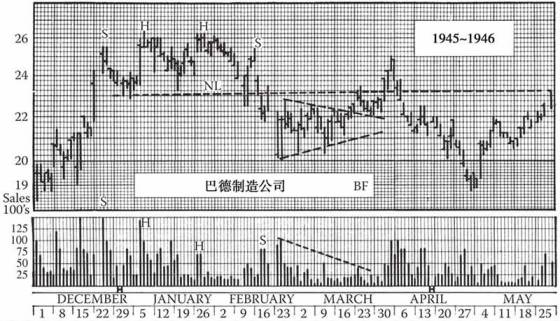 26
24
22
20
19
Sales
100's
1945~1946
S
H
H
S
NL
巴德制造公司
BF
S
125
100
75
50
25
H
H
S
DECEMBER JANUARY FEBRUARY MARCH APRIL MAY
1 8 15 22 29 5 12 19 26 2 9 16 23 2 9 16 23 30 6 13 20 27 4 11 18 25